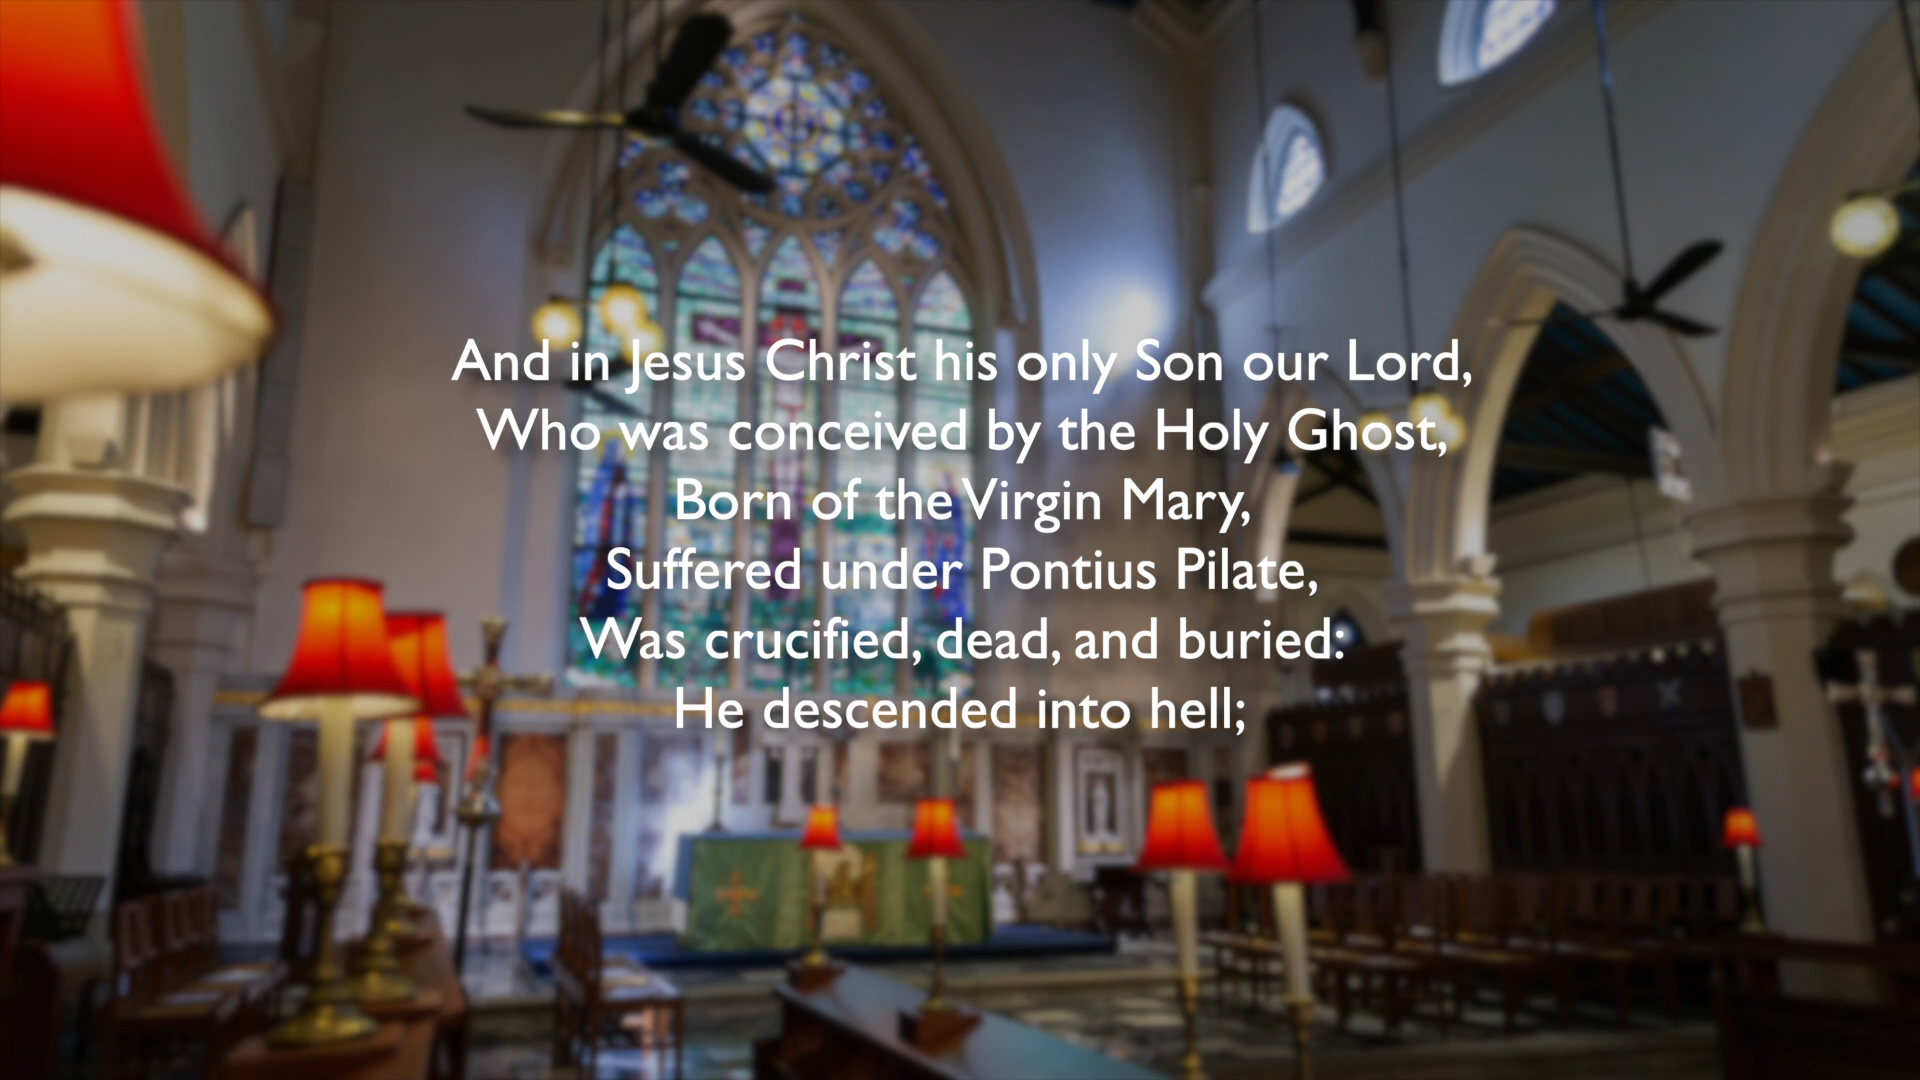 And in Jesus Christ his only Son our Lord,
Who was conceived by the Holy Ghost,
Born of the Virgin Mary,
Suffered under Pontius Pilate,
Was crucified, dead, and buried:
He descended into hell;